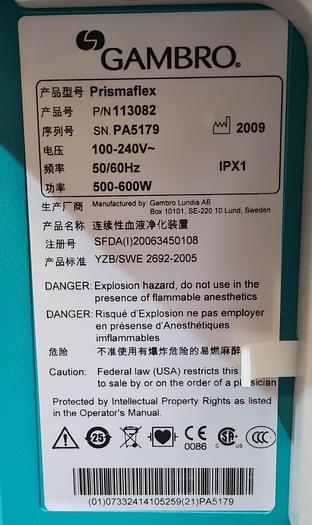 GAMBRO®
产品型号 Prismaflex
产品号 P/N 113082
序列号 SN. PA5179 2009
电压 100-240V~
频率 50/60Hz IPX1
功率 500-600W
生产厂商 Manufactured by Gambro Lundia AB
Box 10101, SE-220 10 Lund, Sweden
产品名称 连续性血液净化装置
注册号 SFDA(I)20063450108
产品标准 YZB/SWE 2692-2005
DANGER: Explosion hazard, do not use in the
presence of flammable anesthetics
DANGER: Risqué d'Explosion ne pas employer
en présense d'Anesthétiques
imflammables
危险 不准使用有爆炸危险的易燃麻醉
Caution: Federal law (USA) restricts this
to sale by or on the order of a physician
Protected by Intellectual Property Rights as listed
in the Operator's Manual.
25 CE 0086 CSA C US CCC
(01)07332414105259(21)PA5179